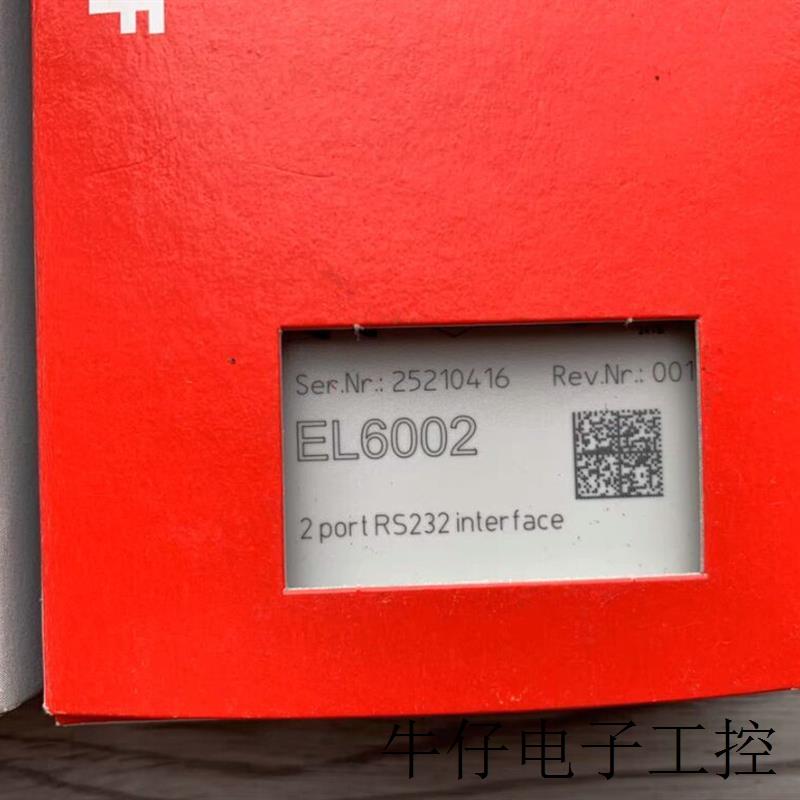 Ser.Nr.: 25210416 Rev.Nr.: 001
EL6002
2 port RS232 interface
牛仔电子工控